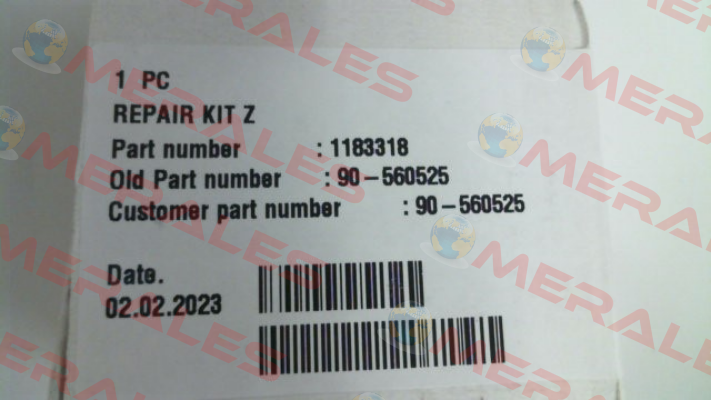 1 PC
REPAIR KIT Z
Part number : 1183318
Old Part number : 90-560525
Customer part number : 90-560525
Date.
02.02.2023
MERALES
MERALES
MERALES
MERALES
MERALES
MERALES